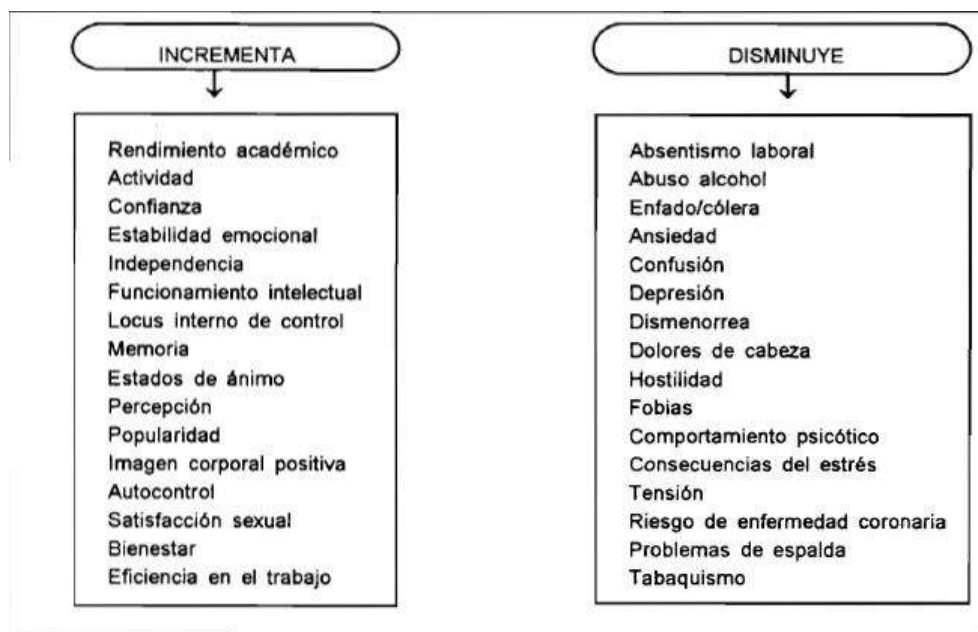 INCREMENTA
Rendimiento académico
Actividad
Confianza
Estabilidad emocional
Independencia
Funcionamiento intelectual
Locus interno de control
Memoria
Estados de ánimo
Percepción
Popularidad
Imagen corporal positiva
Autocontrol
Satisfacción sexual
Bienestar
Eficiencia en el trabajo
DISMINUYE
Absentismo laboral
Abuso alcohol
Enfado/cólera
Ansiedad
Confusión
Depresión
Dismenorrea
Dolores de cabeza
Hostilidad
Fobias
Comportamiento psicótico
Consecuencias del estrés
Tensión
Riesgo de enfermedad coronaria
Problemas de espalda
Tabaquismo